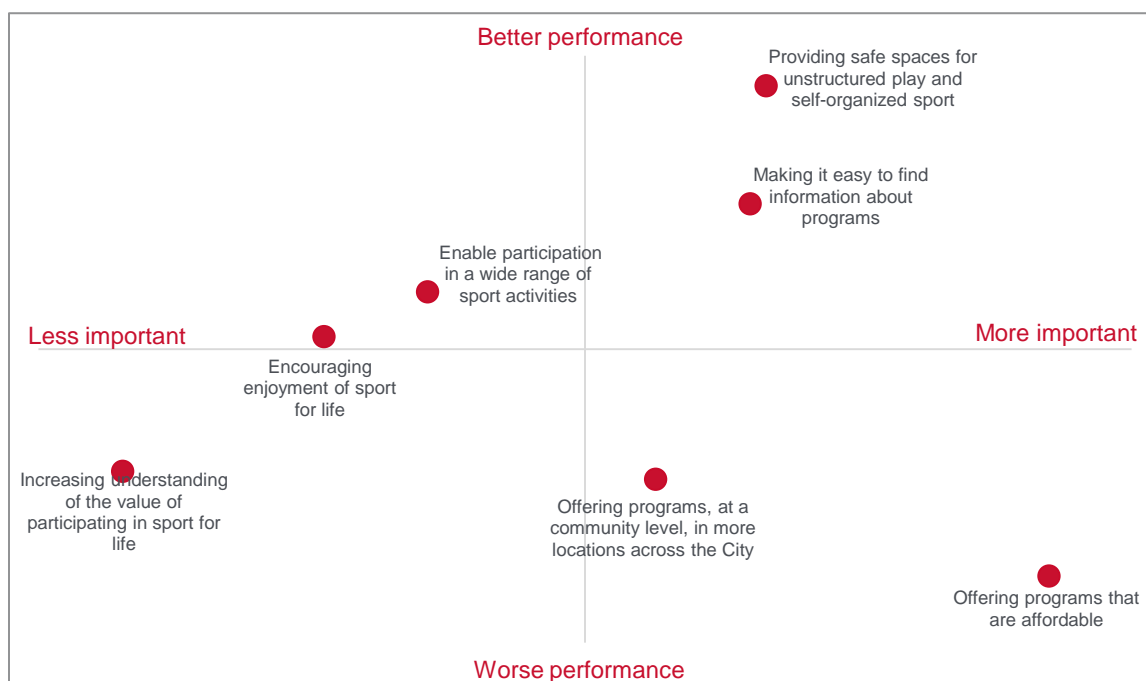 Better performance
Providing safe spaces for
unstructured play and
self-organized sport
Making it easy to find
information about
programs
Enable participation
in a wide range of
sport activities
Less important
More important
Encouraging
enjoyment of sport
for life
Increasing understanding
of the value of
participating in sport for
life
Offering programs, at a
community level, in more
locations across the City
Offering programs that
are affordable
Worse performance